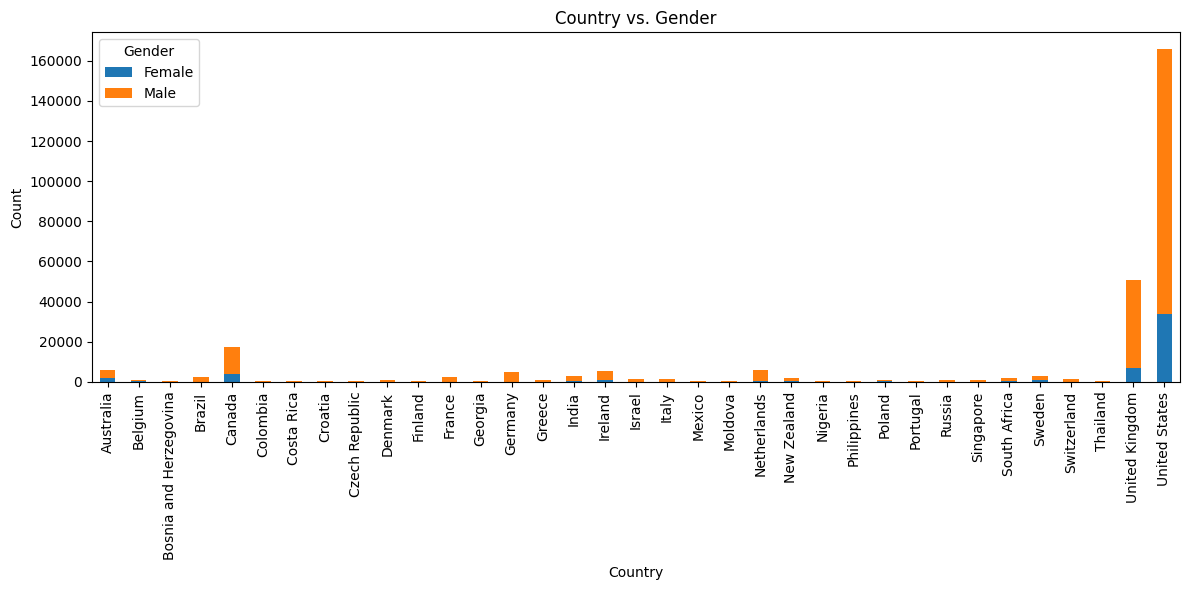 Country vs. Gender
Gender
Female
Male
160000
140000
120000
100000
80000
60000
40000
20000
0
Count
Australia
Belgium
Bosnia and Herzegovina
Brazil
Canada
Colombia
Costa Rica
Croatia
Czech Republic
Denmark
Finland
France
Georgia
Germany
Greece
India
Ireland
Israel
Italy
Mexico
Moldova
Netherlands
New Zealand
Nigeria
Philippines
Poland
Portugal
Russia
Singapore
South Africa
Sweden
Switzerland
Thailand
United Kingdom
United States
Country